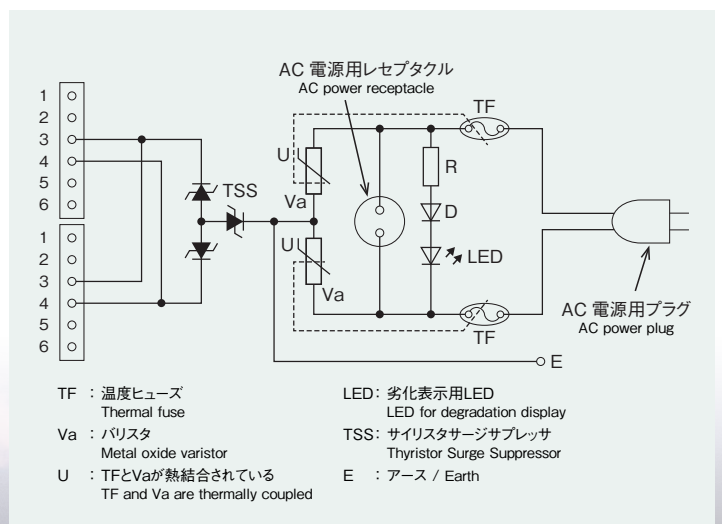 AC 電源用レセプタクル
AC power receptacle
TF
1
2
3
4
5
6
U
Va
R
TSS
D
1
2
3
4
5
6
U
Va
LED
TF
AC 電源用プラグ
AC power plug
E
TF : 温度ヒューズ
Thermal fuse
Va : バリスタ
Metal oxide varistor
U : TFとVaが熱結合されている
TF and Va are thermally coupled
LED: 劣化表示用LED
LED for degradation display
TSS: サイリスタサージサプレッサ
Thyristor Surge Suppressor
E : アース / Earth